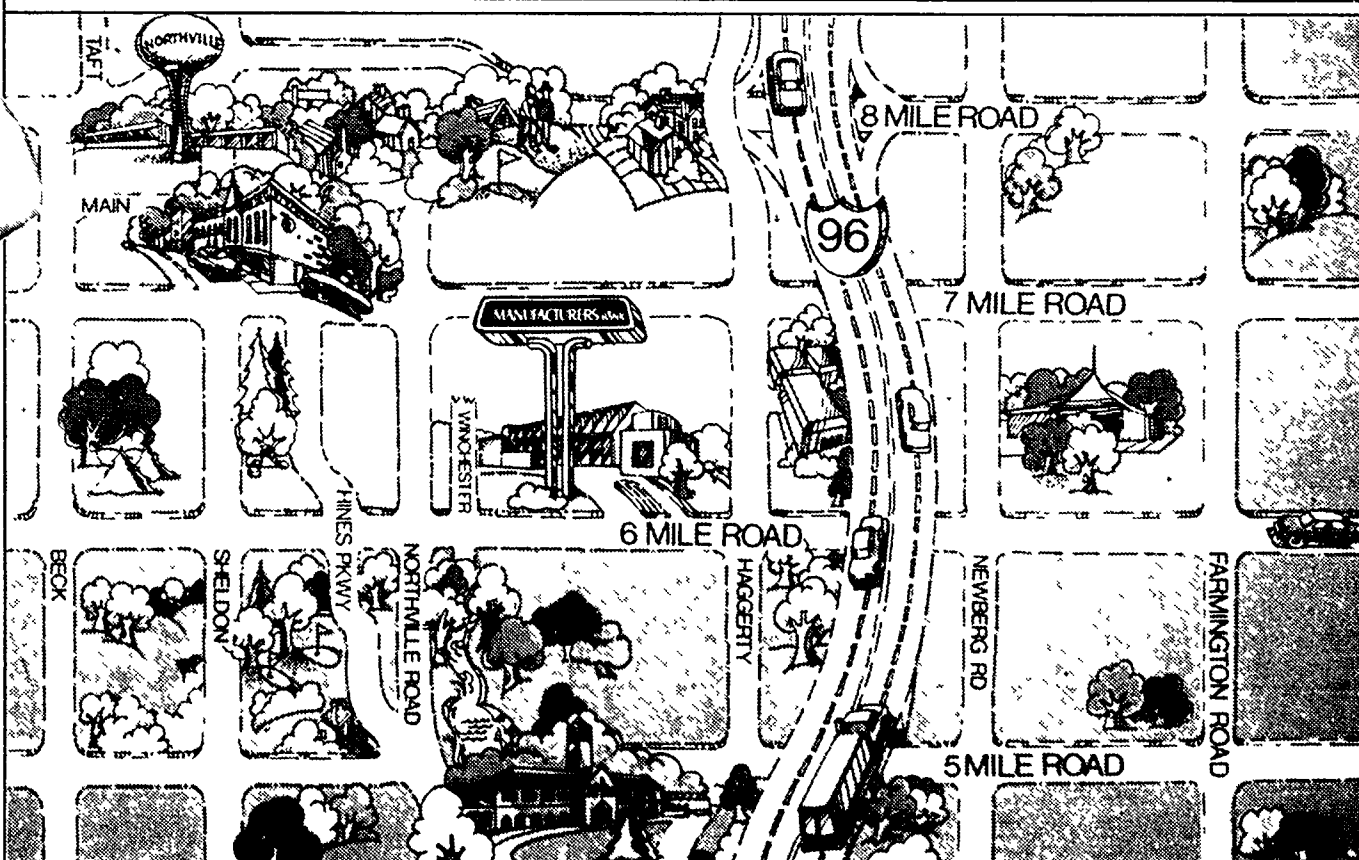 TAFT
NORTHVILLE
8 MILE ROAD
MAIN
96
7 MILE ROAD
MANUFACTURERS BANK
WINCHESTER
HINES PKWY
6 MILE ROAD
BECK
SHELDON
NORTHVILLE ROAD
HAGGERTY
NEWBERG RD
FARMINGTON ROAD
5 MILE ROAD